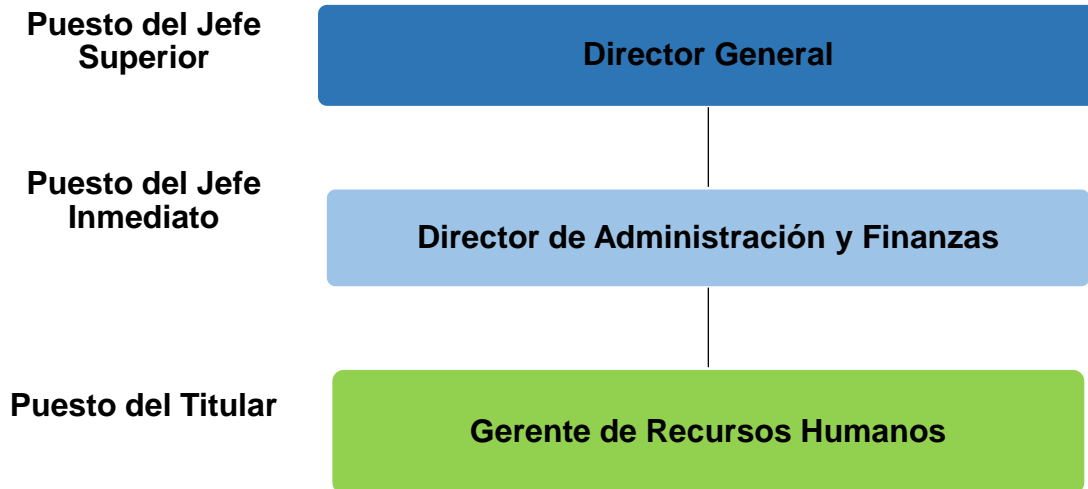 Puesto del Jefe
Superior
Director General
Puesto del Jefe
Inmediato
Director de Administración y Finanzas
Puesto del Titular
Gerente de Recursos Humanos